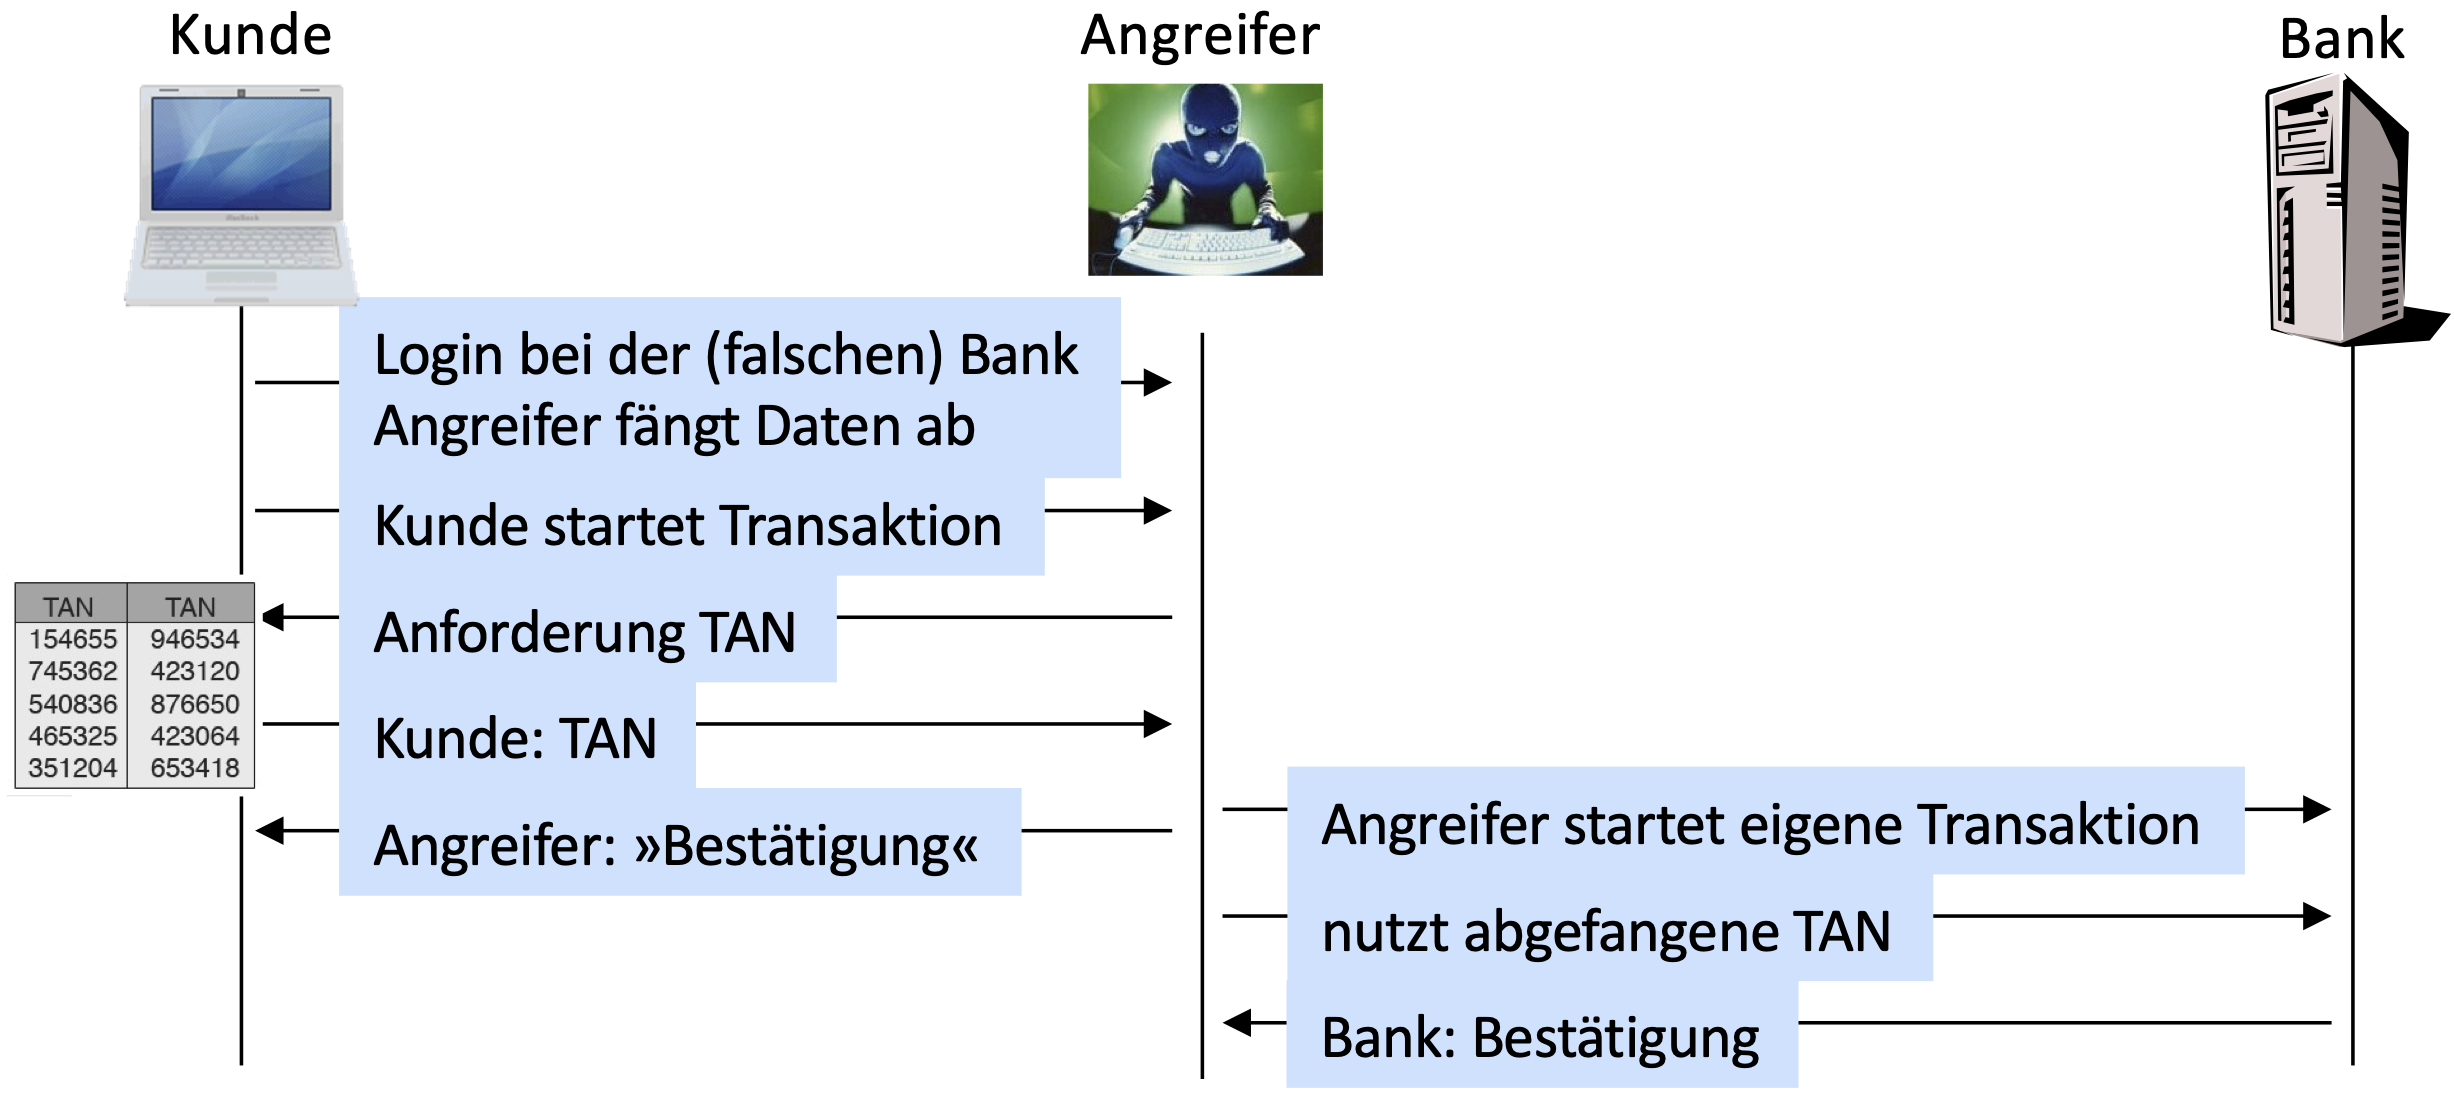 Kunde
Angreifer
Bank
Login bei der (falschen) Bank
Angreifer fängt Daten ab
Kunde startet Transaktion
Anforderung TAN
TAN TAN
154655 946534
745362 423120
540836 876650
465325 423064
351204 653418
Kunde: TAN
Angreifer: »Bestätigung«
Angreifer startet eigene Transaktion
nutzt abgefangene TAN
Bank: Bestätigung